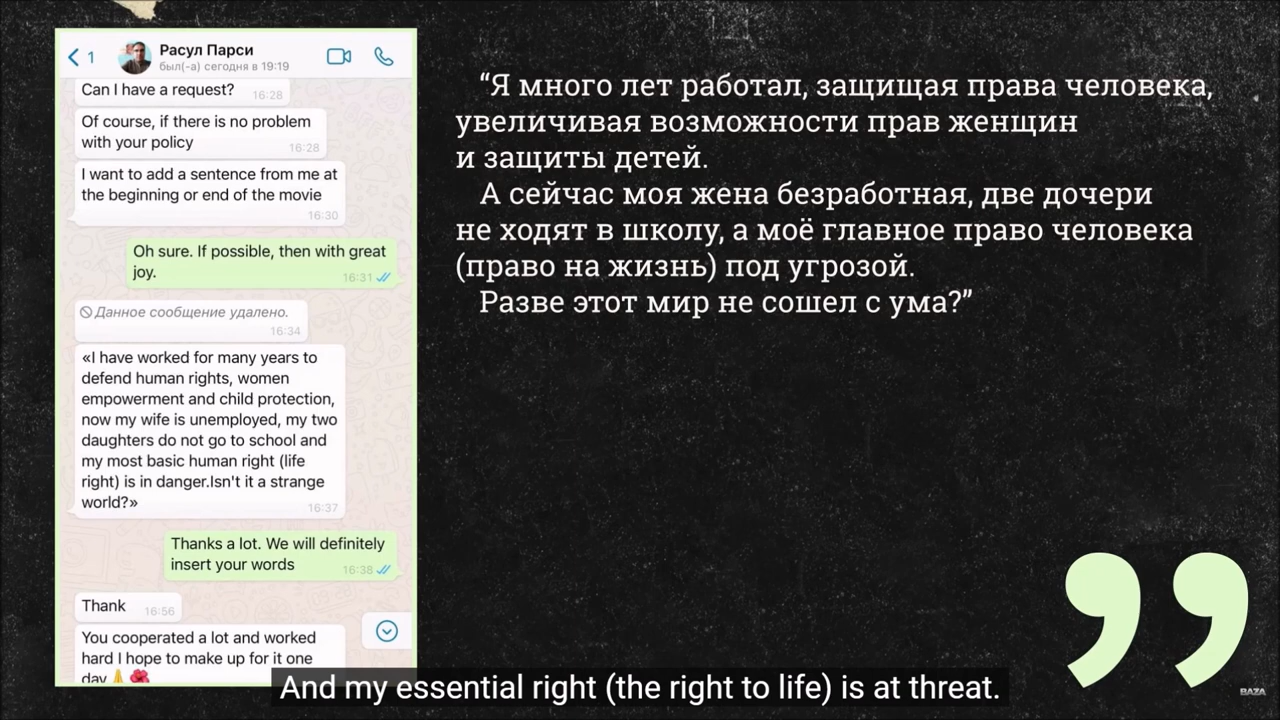 1
Расул Парси
был(-а) сегодня в 19:19
Can I have a request?
16:28
Of course, if there is no problem
with your policy
16:28
I want to add a sentence from me at
the beginning or end of the movie
16:30
Oh sure. If possible, then with great
joy.
16:31
Данное сообщение удалено.
16:34
«I have worked for many years to
defend human rights, women
empowerment and child protection,
now my wife is unemployed, my two
daughters do not go to school and
my most basic human right (life
right) is in danger.Isn't it a strange
world?»
16:37
Thanks a lot. We will definitely
insert your words
16:38
Thank
16:56
You cooperated a lot and worked
hard I hope to make up for it one
day
“Я много лет работал, защищая права человека,
увеличивая возможности прав женщин
и защиты детей.
А сейчас моя жена безработная, две дочери
не ходят в школу, а моё главное право человека
(право на жизнь) под угрозой.
Разве этот мир не сошел с ума?”
”
And my essential right (the right to life) is at threat.
BAZA